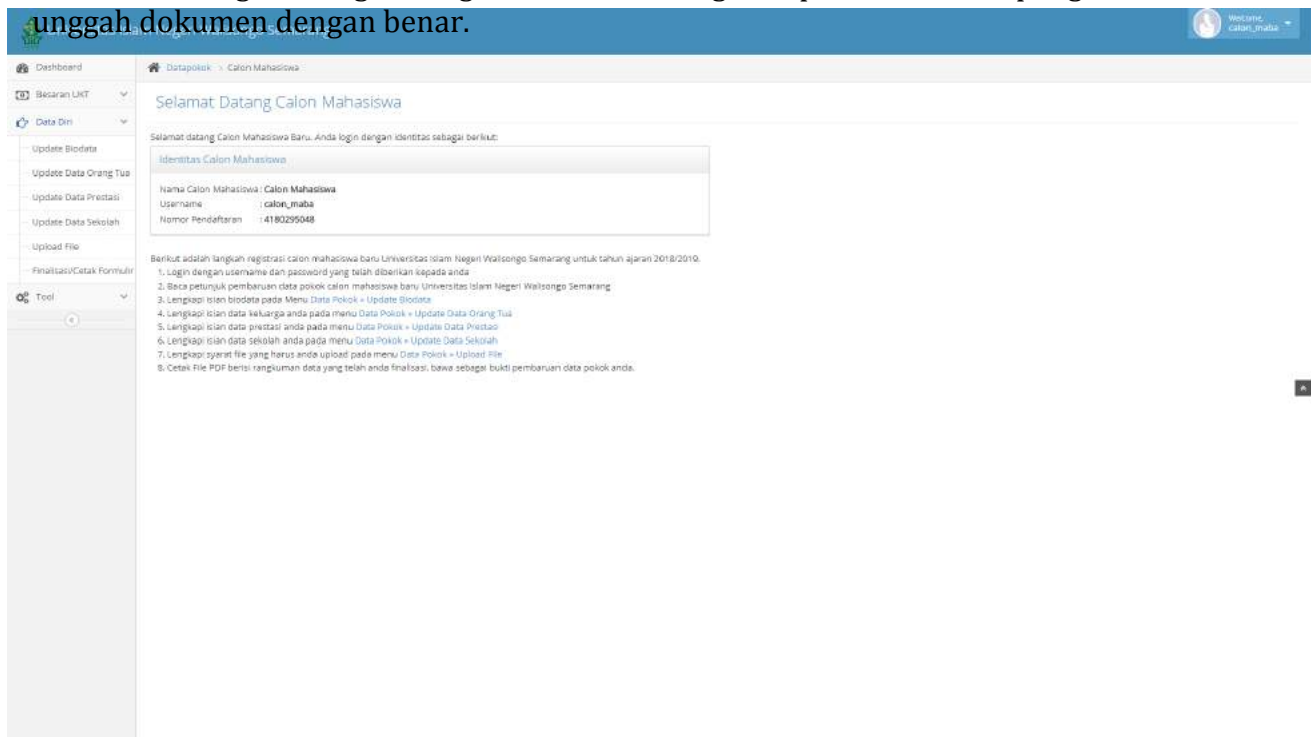 unggah dokumen dengan benar.
Welcome,
calon_maba
Dashboard
Besaran UKT
Data Diri
Update Biodata
Update Data Orang Tua
Update Data Prestasi
Update Data Sekolah
Upload File
Finalisasi/Cetak Formulir
Tool
Datapokok > Calon Mahasiswa
Selamat Datang Calon Mahasiswa
Selamat datang Calon Mahasiswa Baru. Anda login dengan identitas sebagai berikut:
Identitas Calon Mahasiswa
Nama Calon Mahasiswa : Calon Mahasiswa
Username : calon_maba
Nomor Pendaftaran : 4180295048
Berikut adalah langkah registrasi calon mahasiswa baru Universitas Islam Negeri Walisongo Semarang untuk tahun ajaran 2018/2019.
1. Login dengan username dan password yang telah diberikan kepada anda
2. Baca petunjuk pembaruan data pokok calon mahasiswa baru Universitas Islam Negeri Walisongo Semarang
3. Lengkapi isian biodata pada Menu Data Pokok » Update Biodata
4. Lengkapi isian data keluarga anda pada menu Data Pokok » Update Data Orang Tua
5. Lengkapi isian data prestasi anda pada menu Data Pokok » Update Data Prestasi
6. Lengkapi isian data sekolah anda pada menu Data Pokok » Update Data Sekolah
7. Lengkapi syarat file yang harus anda upload pada menu Data Pokok » Upload File
8. Cetak File PDF berisi rangkuman data yang telah anda finalisasi, bawa sebagai bukti pembaruan data pokok anda.